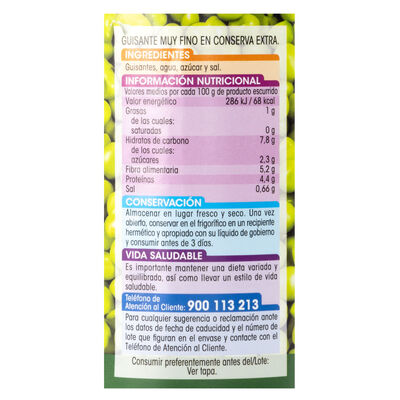 GUISANTE MUY FINO EN CONSERVA EXTRA.
INGREDIENTES
Guisantes, agua, azúcar y sal.
INFORMACIÓN NUTRICIONAL
Valores medios por cada 100 g de producto escurrido
Valor energético 286 kJ / 68 kcal
Grasas 1 g
de las cuales:
saturadas 0 g
Hidratos de carbono 7,8 g
de los cuales:
azúcares 2,3 g
Fibra alimentaria 5,2 g
Proteínas 4,4 g
Sal 0,66 g
CONSERVACIÓN
Almacenar en lugar fresco y seco. Una vez
abierto, conservar en el frigorífico en un recipiente
hermético y apropiado con su líquido de gobierno
y consumir antes de 3 días.
VIDA SALUDABLE
Es importante mantener una dieta variada y
equilibrada, así como llevar un estilo de vida
saludable.
Teléfono de
Atención al Cliente: 900 113 213
Para cualquier sugerencia o reclamación anote
los datos de fecha de caducidad y el número de
lote que figuran en el envase y contacte con el
Teléfono de Atención al Cliente.
Consumir preferentemente antes del/Lote:
Ver tapa.